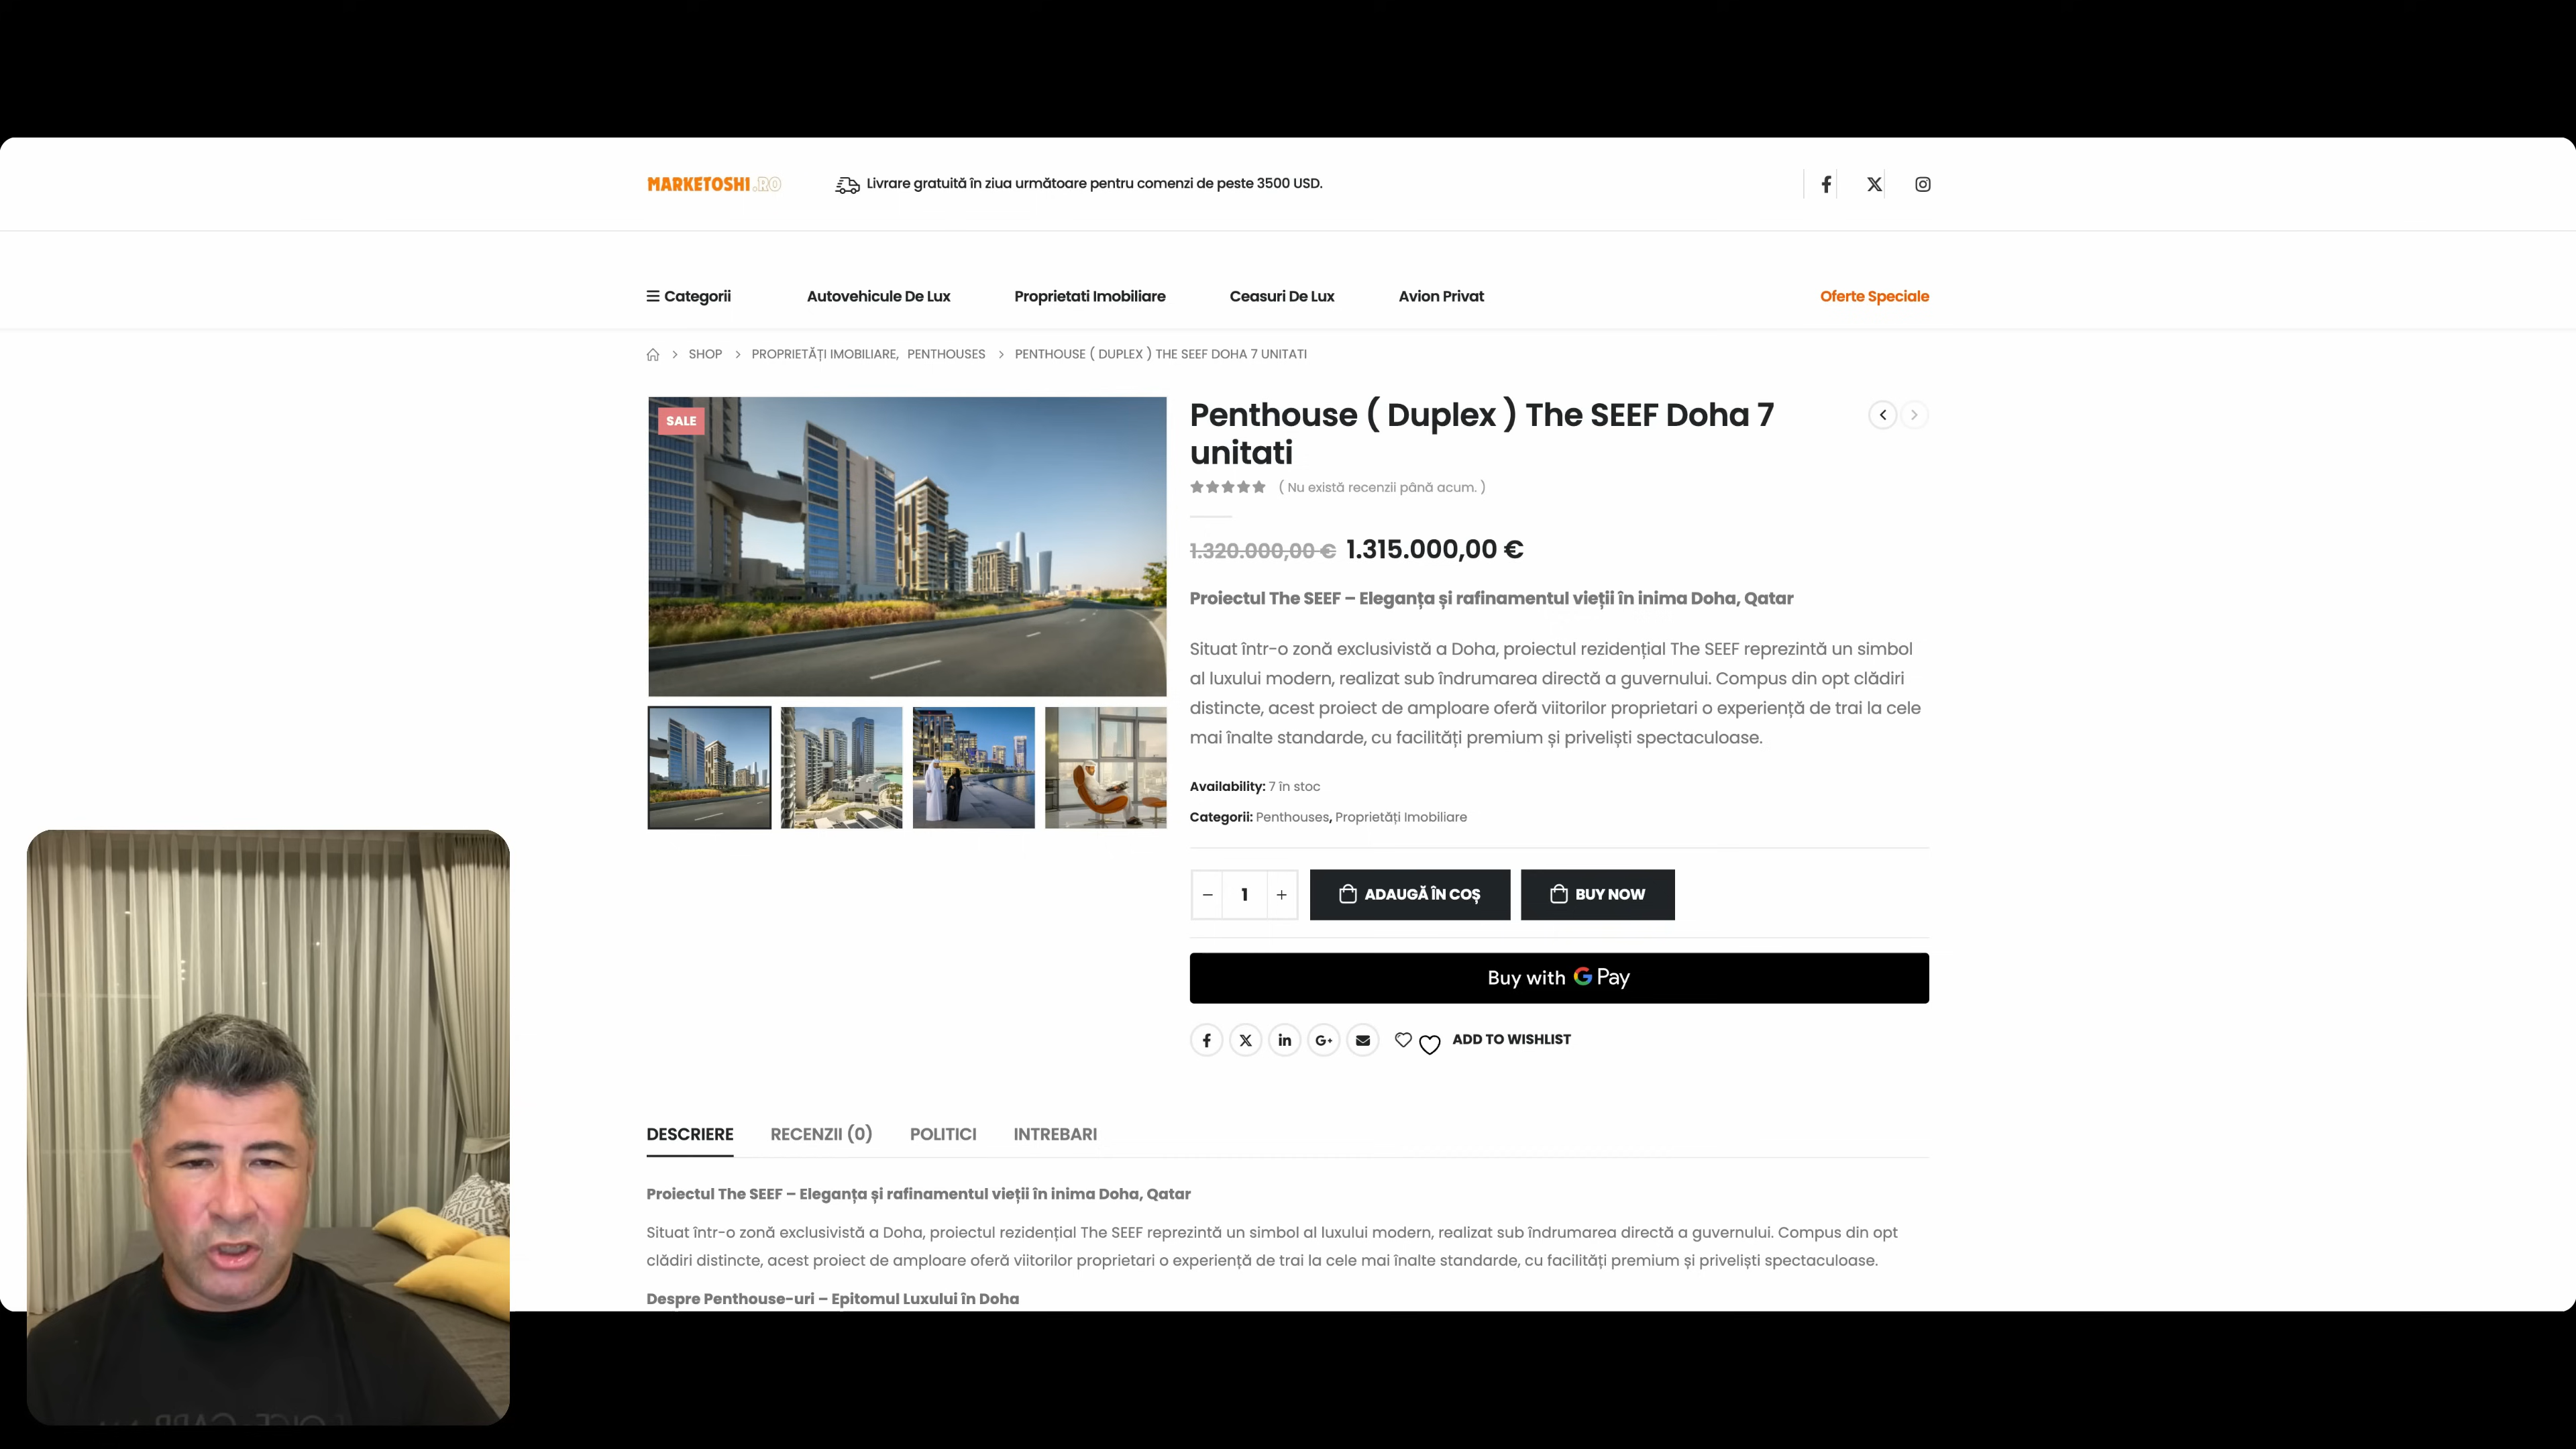 MARKETOSHI.RO
Livrare gratuită în ziua următoare pentru comenzi de peste 3500 USD.
Categorii
Autovehicule De Lux
Proprietati Imobiliare
Ceasuri De Lux
Avion Privat
Oferte Speciale
SHOP > PROPRIETĂȚI IMOBILIARE, PENTHOUSES > PENTHOUSE ( DUPLEX ) THE SEEF DOHA 7 UNITATI
SALE
Penthouse ( Duplex ) The SEEF Doha 7
unitati
( Nu există recenzii până acum. )
1.320.000,00 € 1.315.000,00 €
Proiectul The SEEF – Eleganța și rafinamentul vieții în inima Doha, Qatar
Situat într-o zonă exclusivistă a Doha, proiectul rezidențial The SEEF reprezintă un simbol
al luxului modern, realizat sub îndrumarea directă a guvernului. Compus din opt clădiri
distincte, acest proiect de amploare oferă viitorilor proprietari o experiență de trai la cele
mai înalte standarde, cu facilități premium și priveliști spectaculoase.
Availability: 7 în stoc
Categorii: Penthouses, Proprietăți Imobiliare
− 1 +
ADAUGĂ ÎN COȘ
BUY NOW
Buy with G Pay
ADD TO WISHLIST
DESCRIERE
RECENZII (0)
POLITICI
INTREBARI
Proiectul The SEEF – Eleganța și rafinamentul vieții în inima Doha, Qatar
Situat într-o zonă exclusivistă a Doha, proiectul rezidențial The SEEF reprezintă un simbol al luxului modern, realizat sub îndrumarea directă a guvernului. Compus din opt
clădiri distincte, acest proiect de amploare oferă viitorilor proprietari o experiență de trai la cele mai înalte standarde, cu facilități premium și priveliști spectaculoase.
Despre Penthouse-uri – Epitomul Luxului în Doha